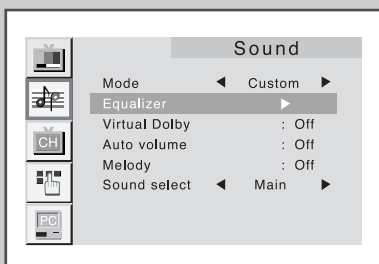 Sound
Mode ◀ Custom ▶
Equalizer ▶
Virtual Dolby : Off
Auto volume : Off
CH
Melody : Off
Sound select ◀ Main ▶
PC